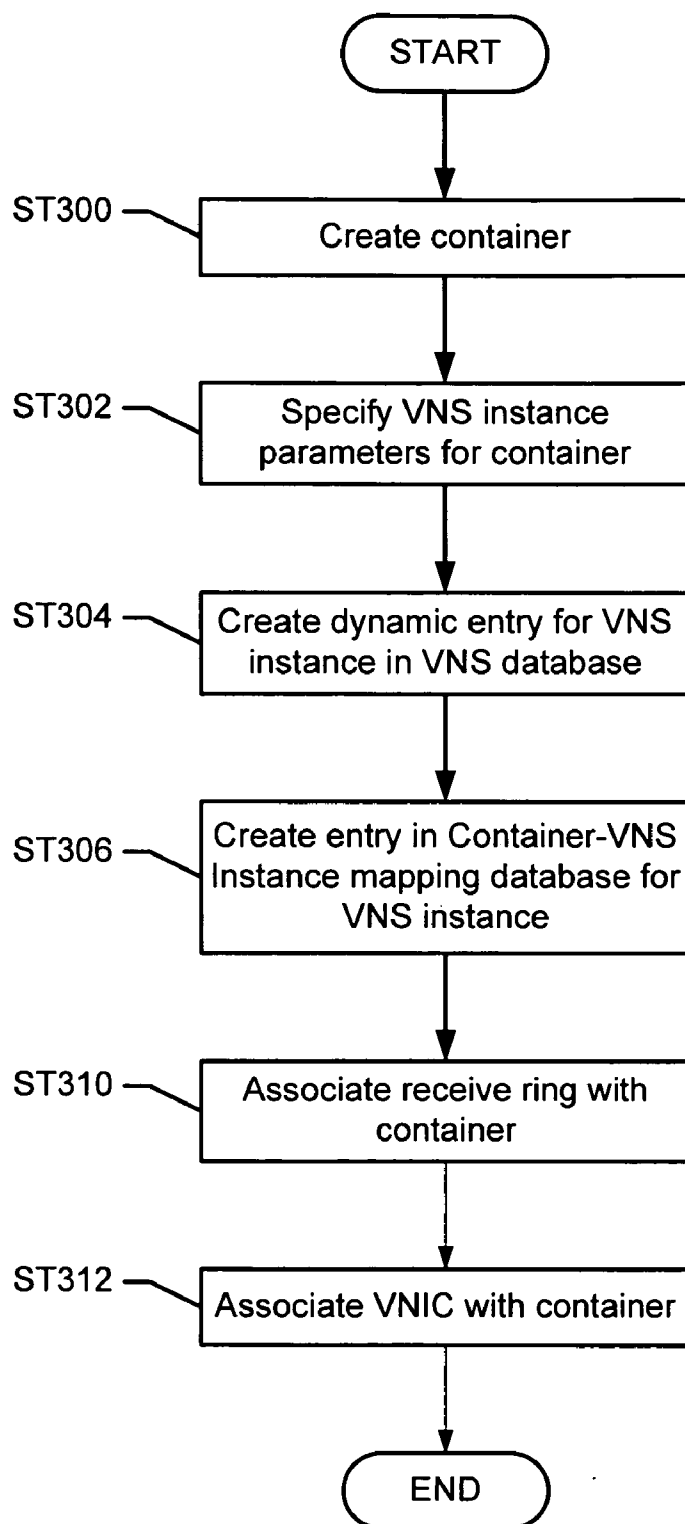 START
ST300
Create container
ST302
Specify VNS instance
parameters for container
ST304
Create dynamic entry for VNS
instance in VNS database
ST306
Create entry in Container-VNS
Instance mapping database for
VNS instance
ST310
Associate receive ring with
container
ST312
Associate VNIC with container
END